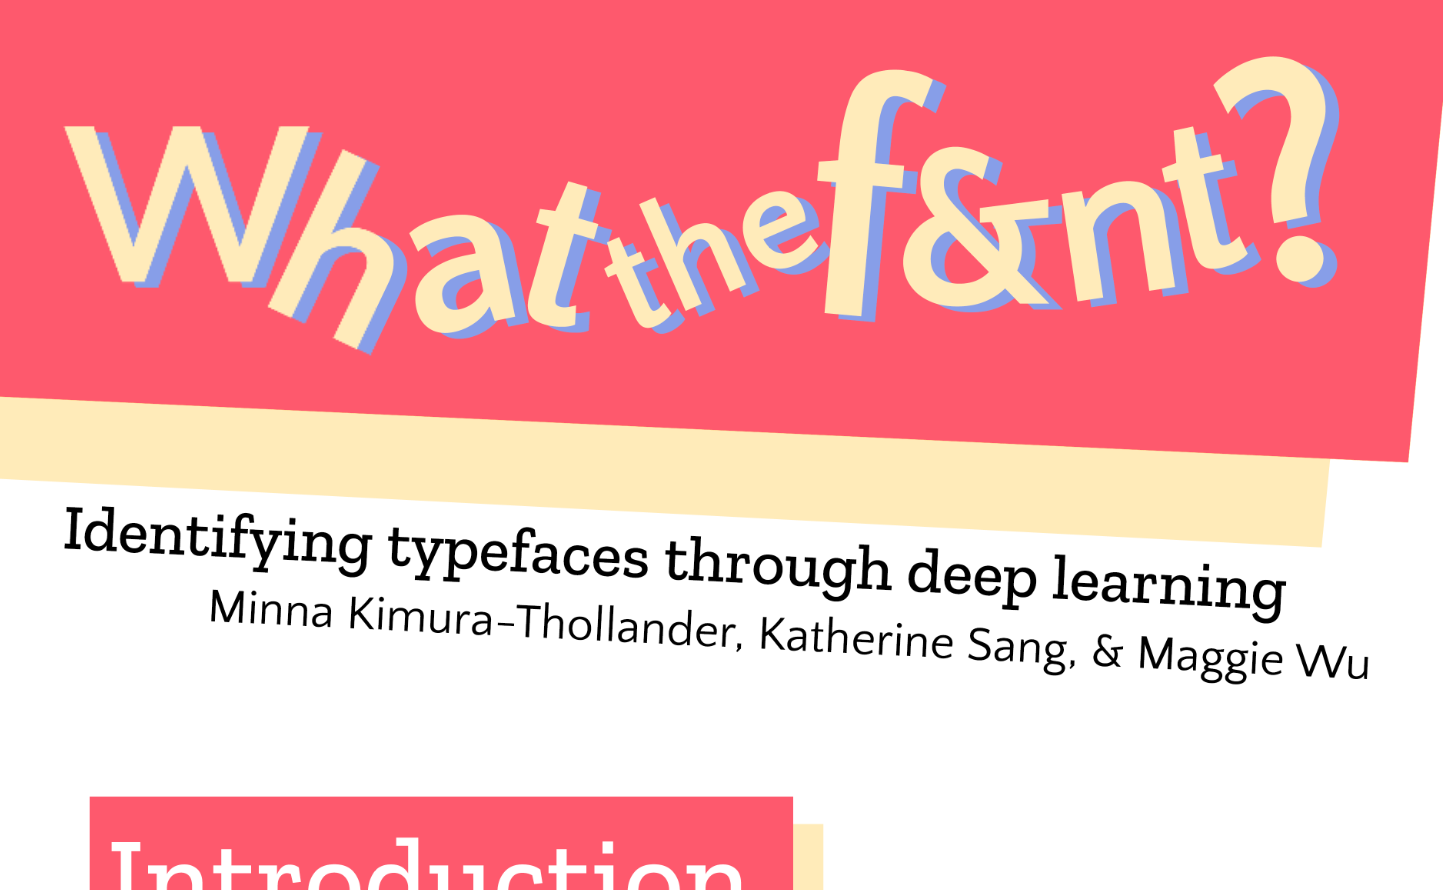 What the f&nt?
Identifying typefaces through deep learning
Minna Kimura-Thollander, Katherine Sang, & Maggie Wu
Introduction